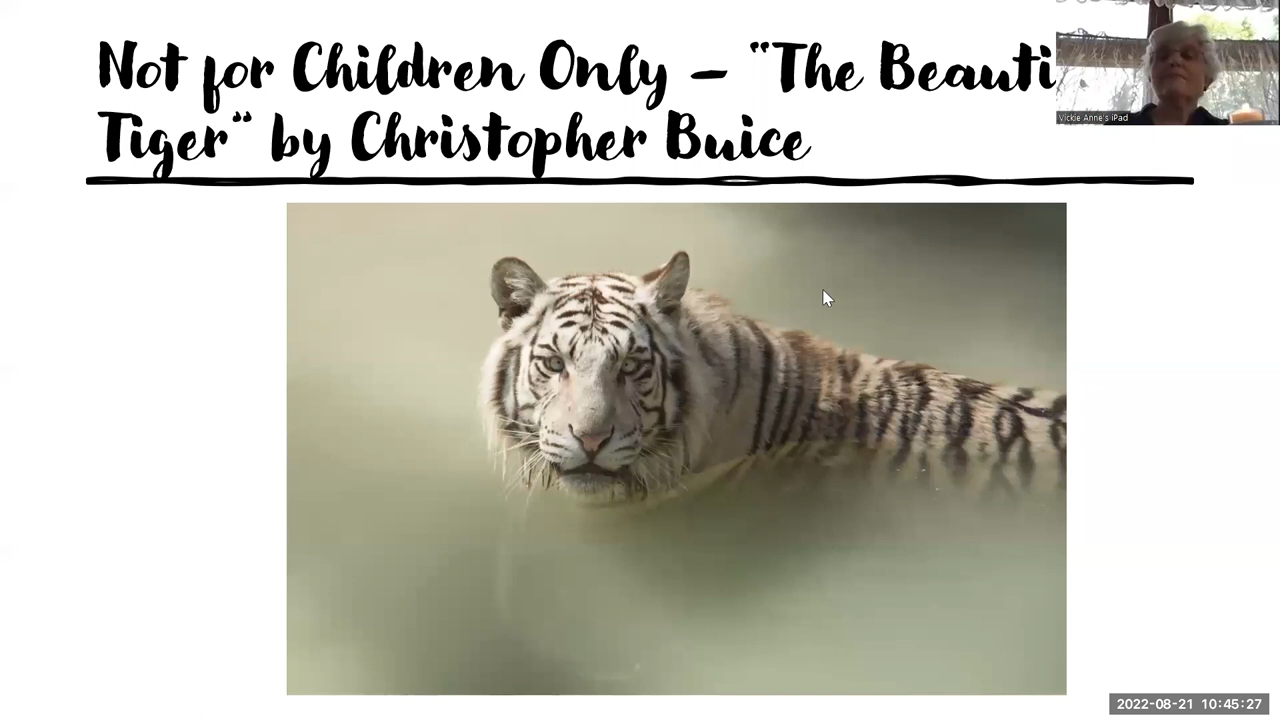 Not for Children Only – "The Beauti
Tiger" by Christopher Buice
Vickie Anne's iPad
2022-08-21 10:45:27